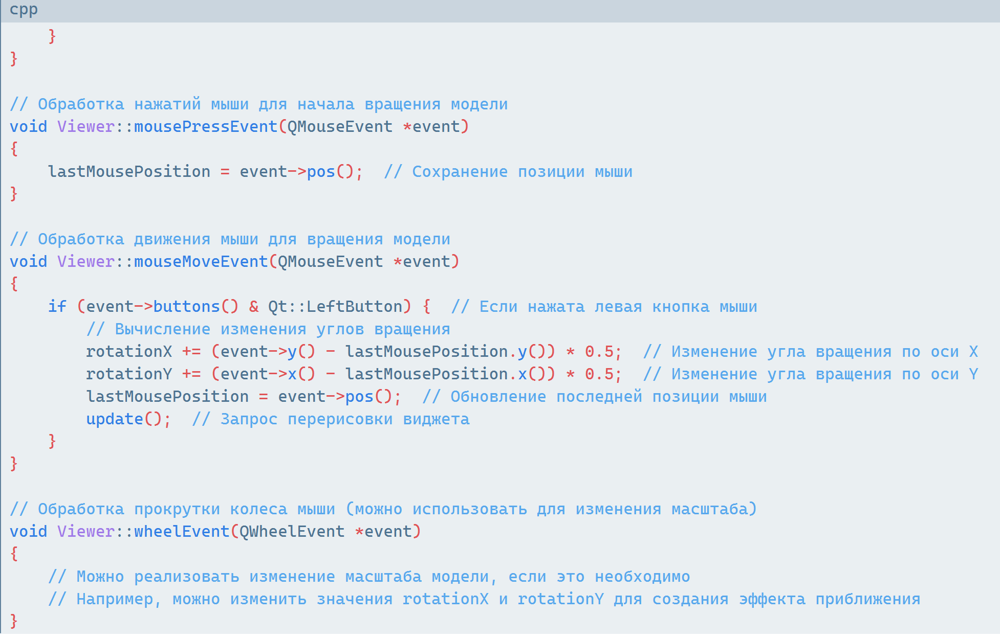 cpp
    }
}

// Обработка нажатий мыши для начала вращения модели
void Viewer::mousePressEvent(QMouseEvent *event)
{
    lastMousePosition = event->pos();  // Сохранение позиции мыши
}

// Обработка движения мыши для вращения модели
void Viewer::mouseMoveEvent(QMouseEvent *event)
{
    if (event->buttons() & Qt::LeftButton) {  // Если нажата левая кнопка мыши
        // Вычисление изменения углов вращения
        rotationX += (event->y() - lastMousePosition.y()) * 0.5;  // Изменение угла вращения по оси X
        rotationY += (event->x() - lastMousePosition.x()) * 0.5;  // Изменение угла вращения по оси Y
        lastMousePosition = event->pos();  // Обновление последней позиции мыши
        update();  // Запрос перерисовки виджета
    }
}

// Обработка прокрутки колеса мыши (можно использовать для изменения масштаба)
void Viewer::wheelEvent(QWheelEvent *event)
{
    // Можно реализовать изменение масштаба модели, если это необходимо
    // Например, можно изменить значения rotationX и rotationY для создания эффекта приближения
}